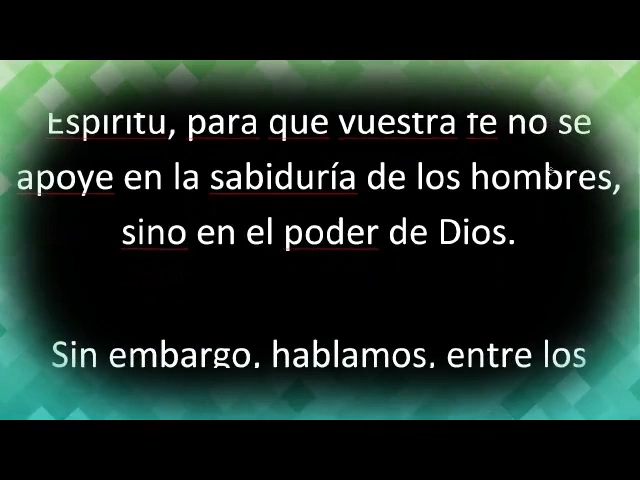 Espíritu, para que vuestra fe no se
apoye en la sabiduría de los hombres,
sino en el poder de Dios.
Sin embargo, hablamos, entre los